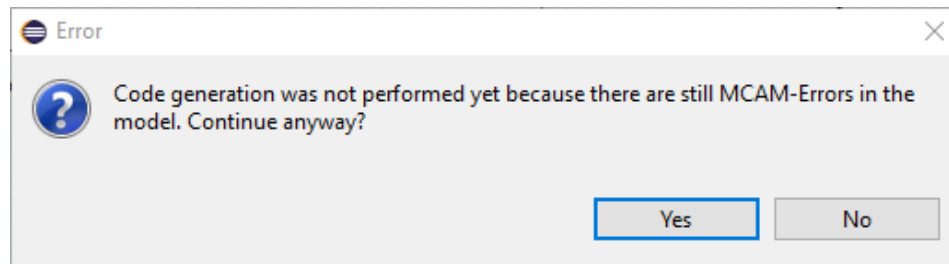 Error
Code generation was not performed yet because there are still MCAM-Errors in the
model. Continue anyway?
Yes No